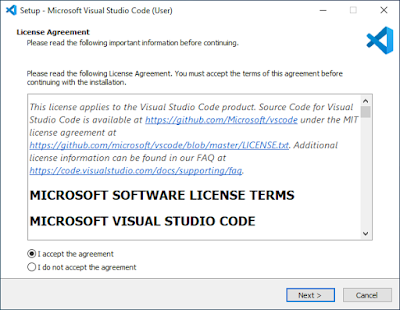 Setup - Microsoft Visual Studio Code (User)
License Agreement
Please read the following important information before continuing.
Please read the following License Agreement. You must accept the terms of this agreement before
continuing with the installation.
This license applies to the Visual Studio Code product. Source Code for Visual
Studio Code is available at https://github.com/Microsoft/vscode under the MIT
license agreement at
https://github.com/microsoft/vscode/blob/master/LICENSE.txt. Additional
license information can be found in our FAQ at
https://code.visualstudio.com/docs/supporting/faq.
MICROSOFT SOFTWARE LICENSE TERMS
MICROSOFT VISUAL STUDIO CODE
I accept the agreement
I do not accept the agreement
Next >
Cancel